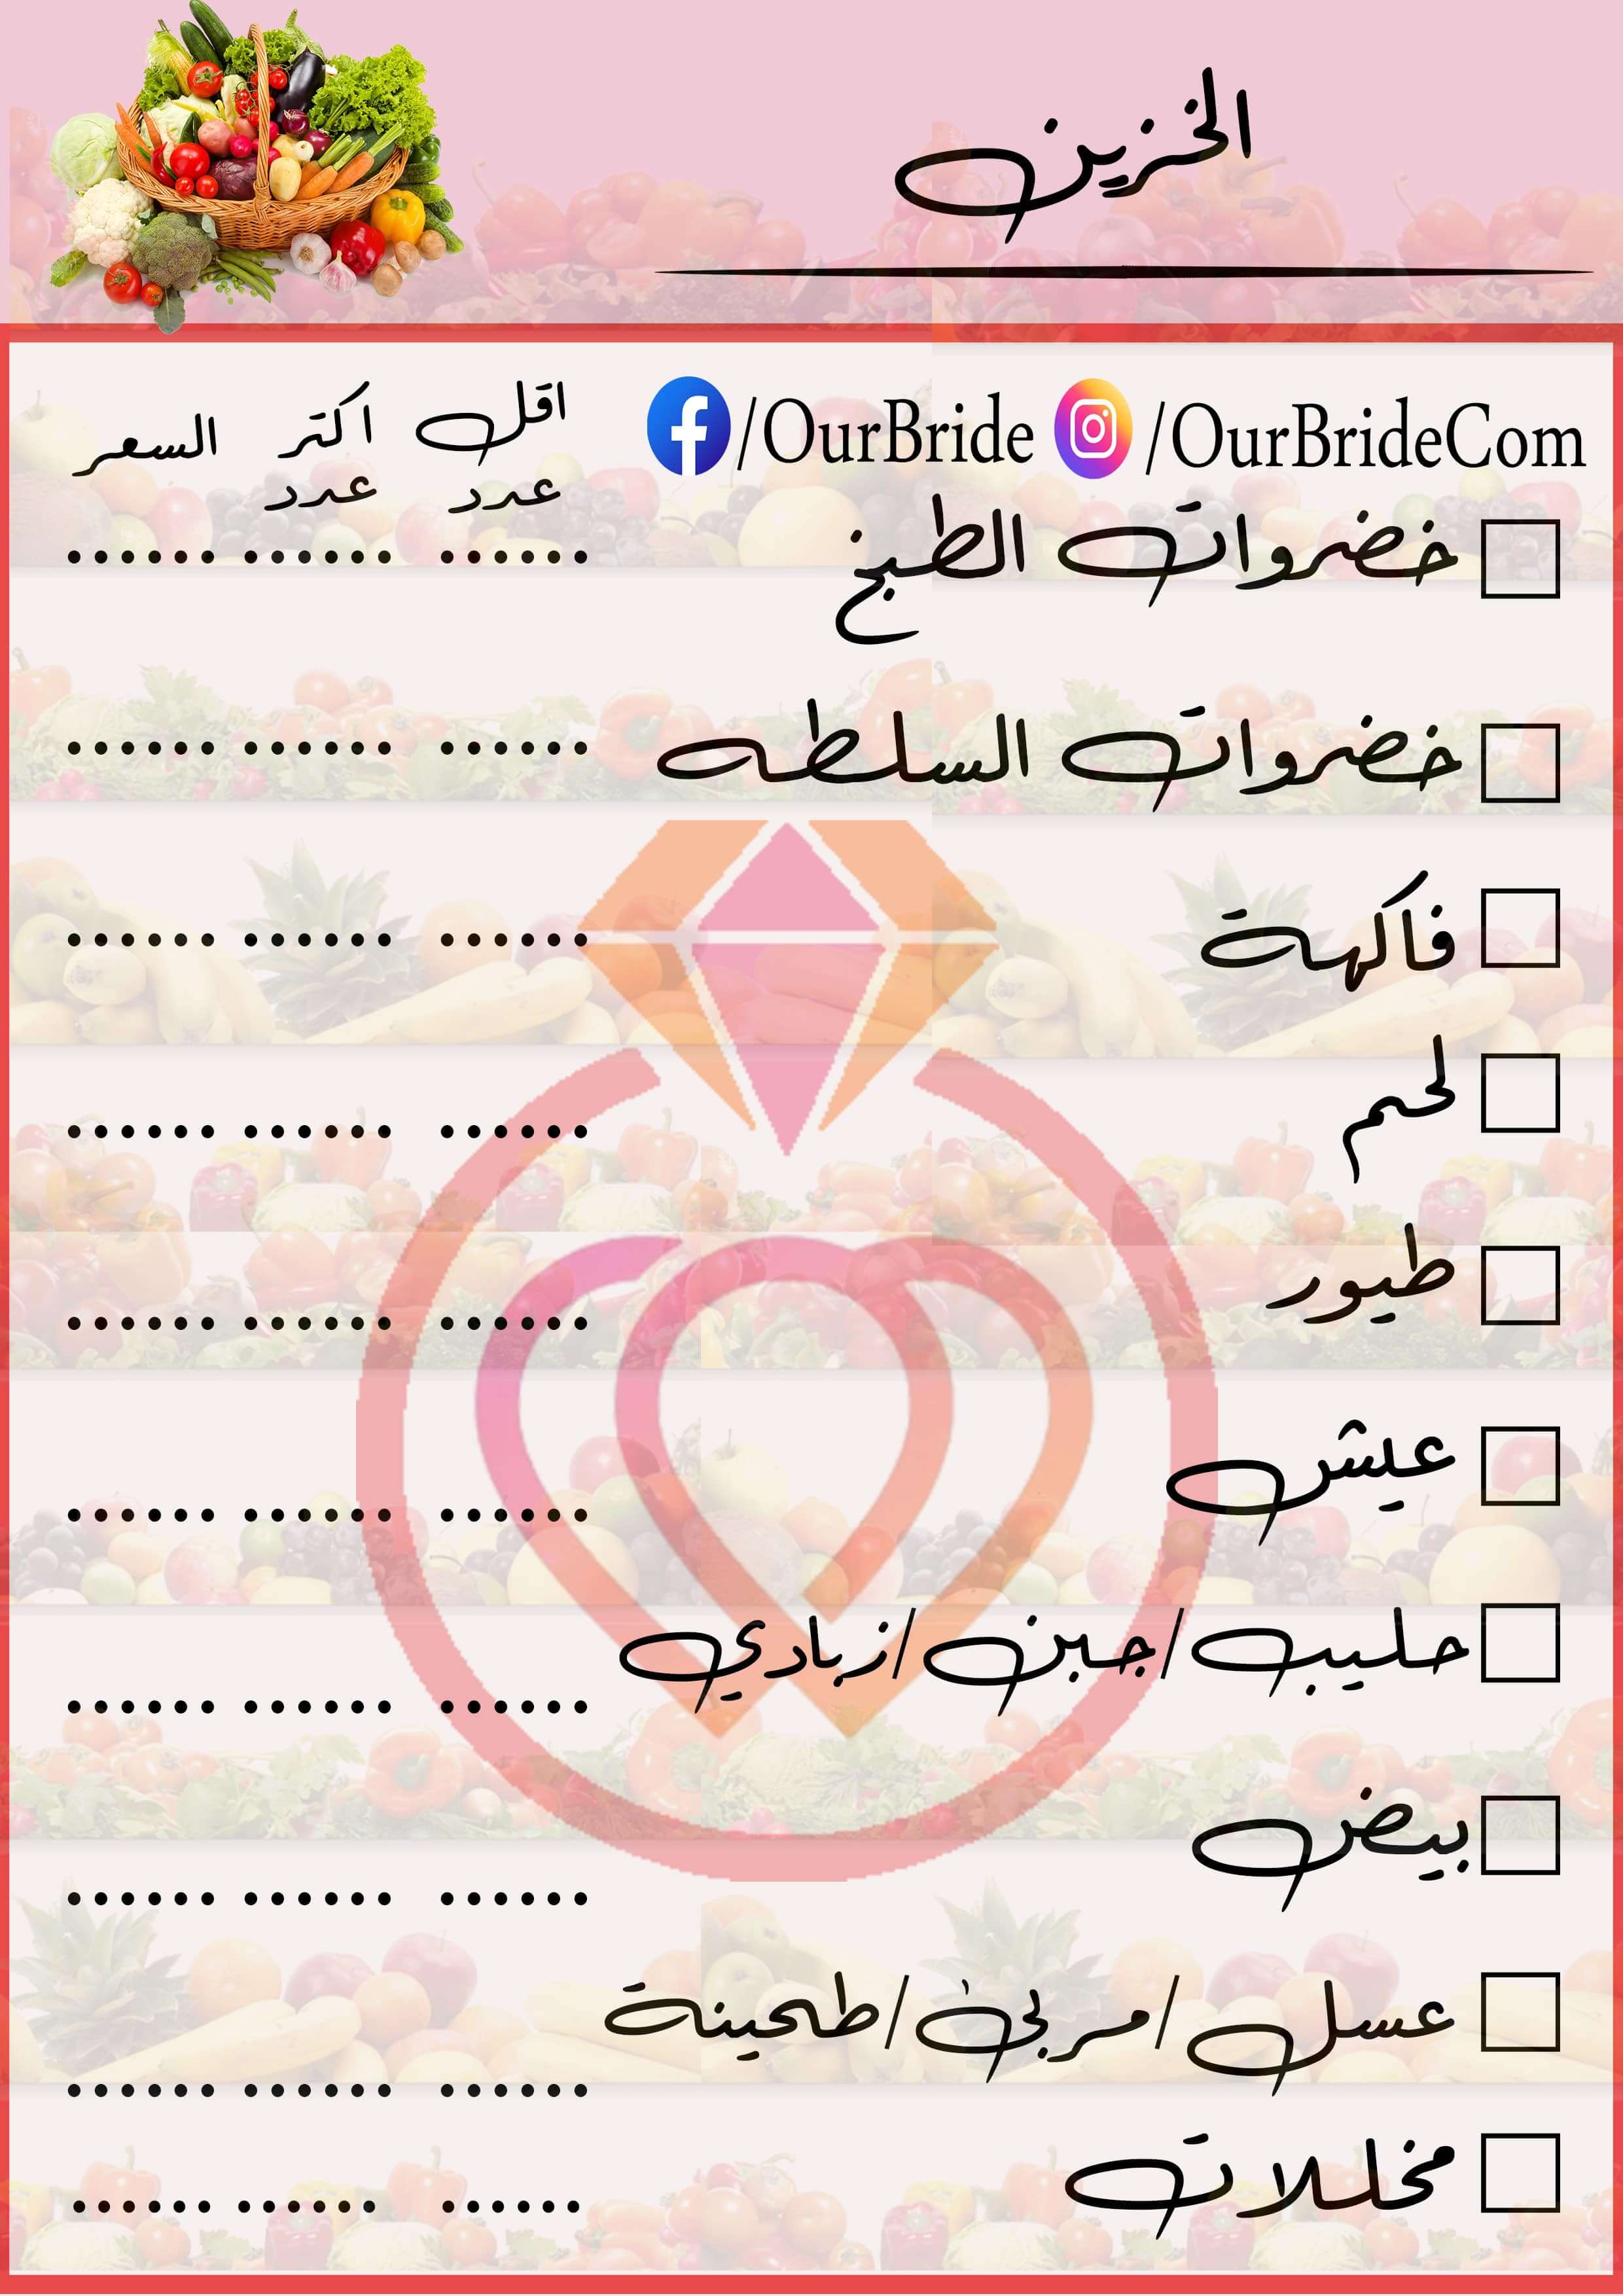 الخزين
/OurBride /OurBrideCom
اقل عدد
اكتر عدد
السعر
خضروات الطبخ ...... ...... ......
خضروات السلطه ...... ...... ......
فاكهة ...... ...... ......
لحم ...... ...... ......
طيور ...... ...... ......
عيش ...... ...... ......
حليب/جبن/زبادي ...... ...... ......
بيض ...... ...... ......
عسل/مربى/طحينة ...... ...... ......
مخللات ...... ...... ......